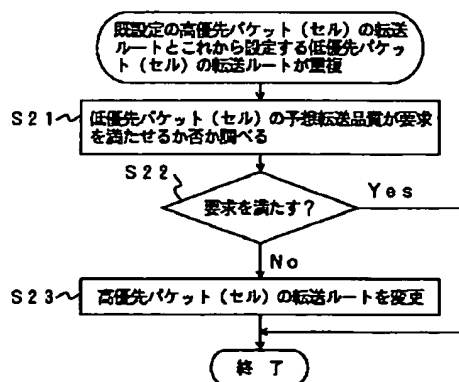 既設定の高優先パケット（セル）の転送
ルートとこれから設定する低優先パケッ
ト（セル）の転送ルートが重複
S21
低優先パケット（セル）の予想転送品質が要求
を満たせるか否か調べる
S22
要求を満たす？
Yes
No
S23
高優先パケット（セル）の転送ルートを変更
終 了